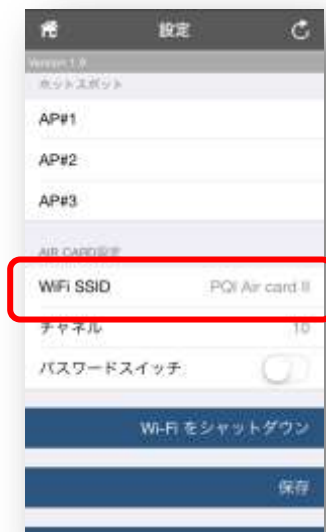 設定
Version 1.9
ホットスポット
AP#1
AP#2
AP#3
AIR CARD設定
WiFi SSID PQI Air card II
チャネル 10
パスワードスイッチ
Wi-Fi をシャットダウン
保存